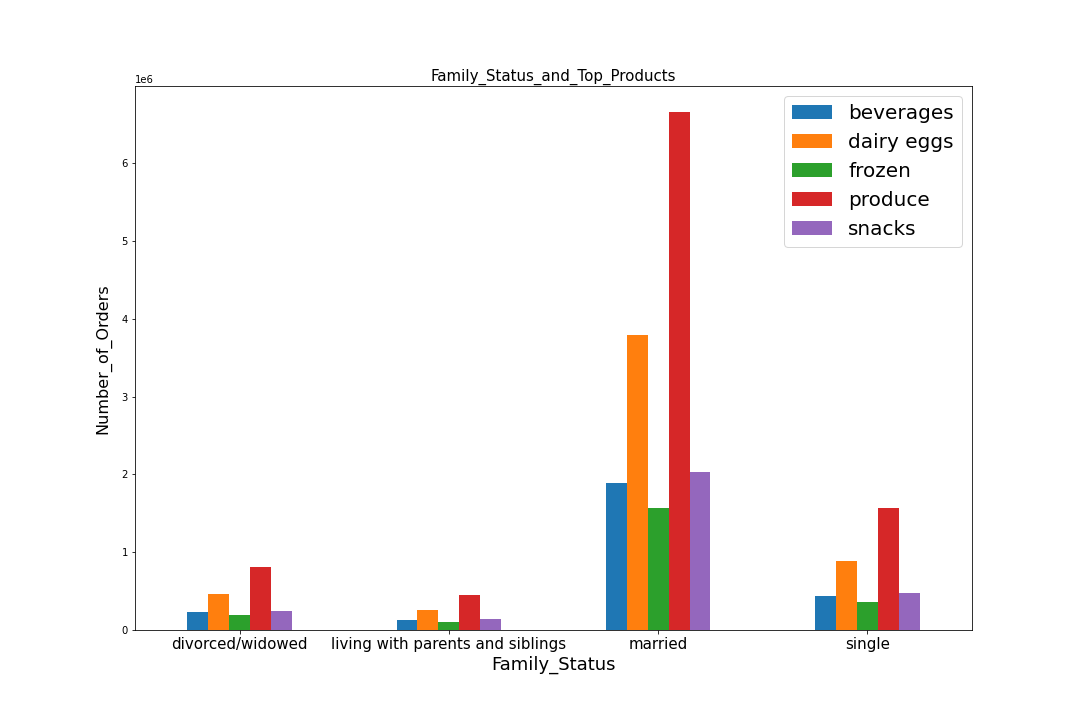 Family_Status_and_Top_Products
1e6
beverages
dairy eggs
frozen
produce
snacks
6
5
4
3
2
1
0
Number_of_Orders
divorced/widowed
living with parents and siblings
married
single
Family_Status